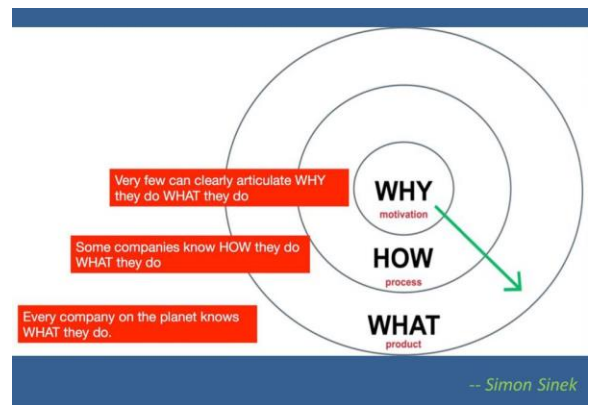 Very few can clearly articulate WHY
they do WHAT they do
WHY
motivation
Some companies know HOW they do
WHAT they do
HOW
process
Every company on the planet knows
WHAT they do.
WHAT
product
-- Simon Sinek